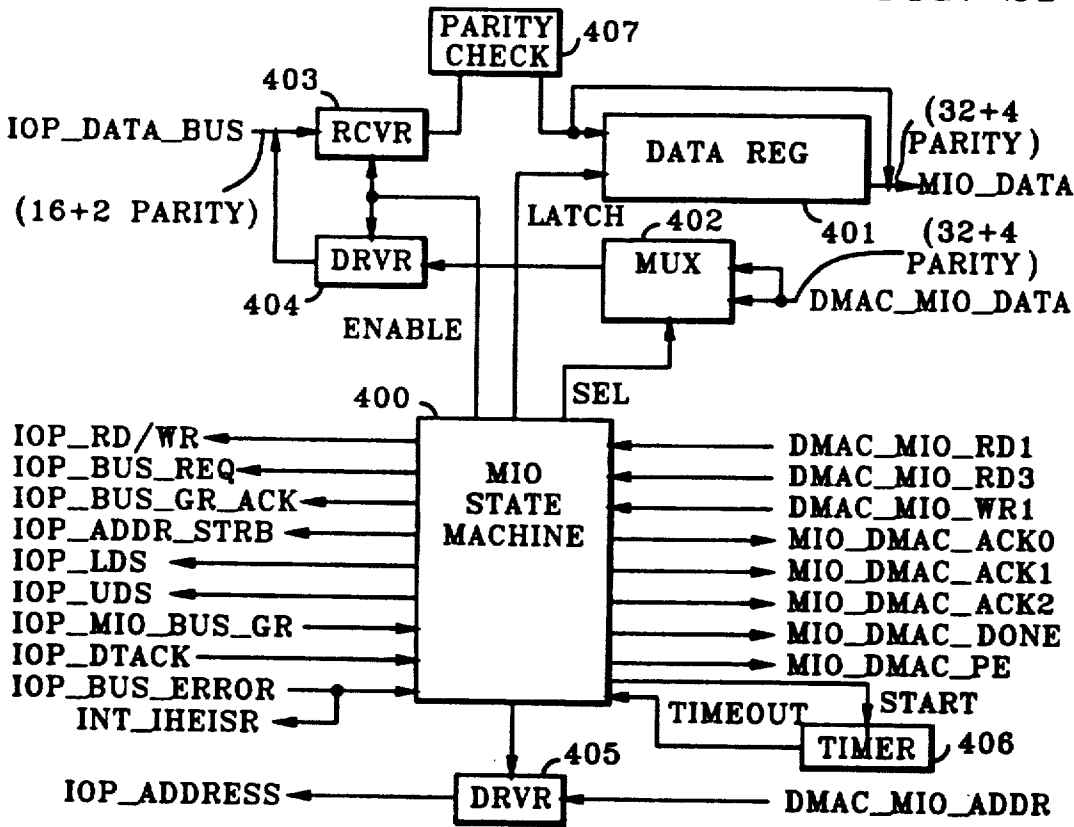 PARITY
CHECK
407
403
IOP_DATA_BUS
RCVR
DATA REG
(32+4
PARITY)
MIO_DATA
(16+2 PARITY)
LATCH
402
401
(32+4
PARITY)
DRVR
MUX
404
DMAC_MIO_DATA
ENABLE
SEL
400
IOP_RD/WR
IOP_BUS_REQ
IOP_BUS_GR_ACK
IOP_ADDR_STRB
IOP_LDS
IOP_UDS
IOP_MIO_BUS_GR
IOP_DTACK
IOP_BUS_ERROR
INT_IHEISR
MIO
STATE
MACHINE
DMAC_MIO_RD1
DMAC_MIO_RD3
DMAC_MIO_WR1
MIO_DMAC_ACK0
MIO_DMAC_ACK1
MIO_DMAC_ACK2
MIO_DMAC_DONE
MIO_DMAC_PE
TIMEOUT
START
TIMER
406
405
IOP_ADDRESS
DRVR
DMAC_MIO_ADDR